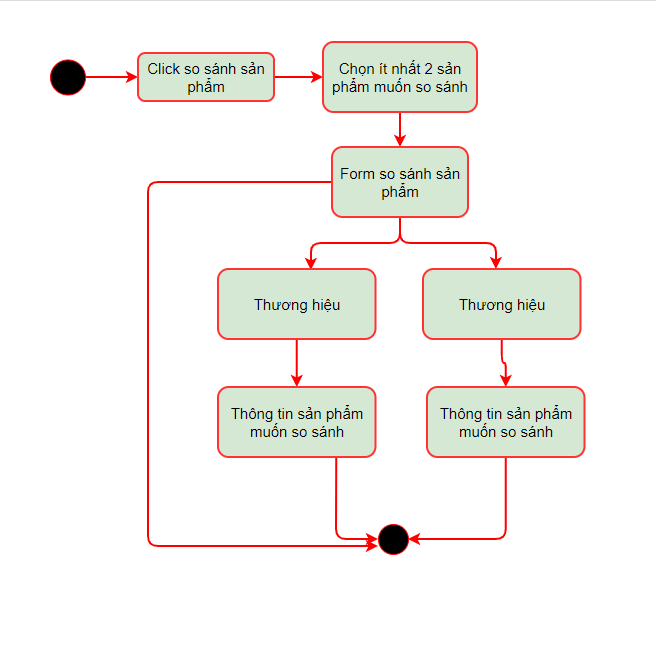 Click so sánh sản
phẩm
Chọn ít nhất 2 sản
phẩm muốn so sánh
Form so sánh sản
phẩm
Thương hiệu
Thương hiệu
Thông tin sản phẩm
muốn so sánh
Thông tin sản phẩm
muốn so sánh